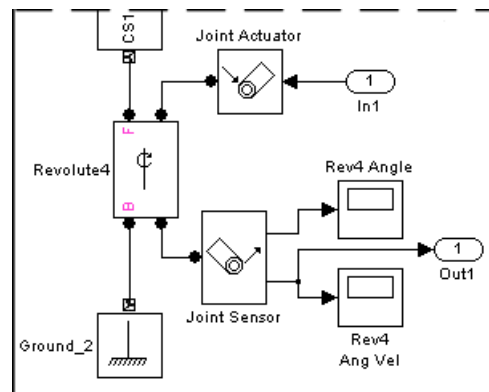 CS1
Joint Actuator
1
In1
F
Revolute4
B
Rev4 Angle
1
Out1
Joint Sensor
Rev4
Ang Vel
Ground_2